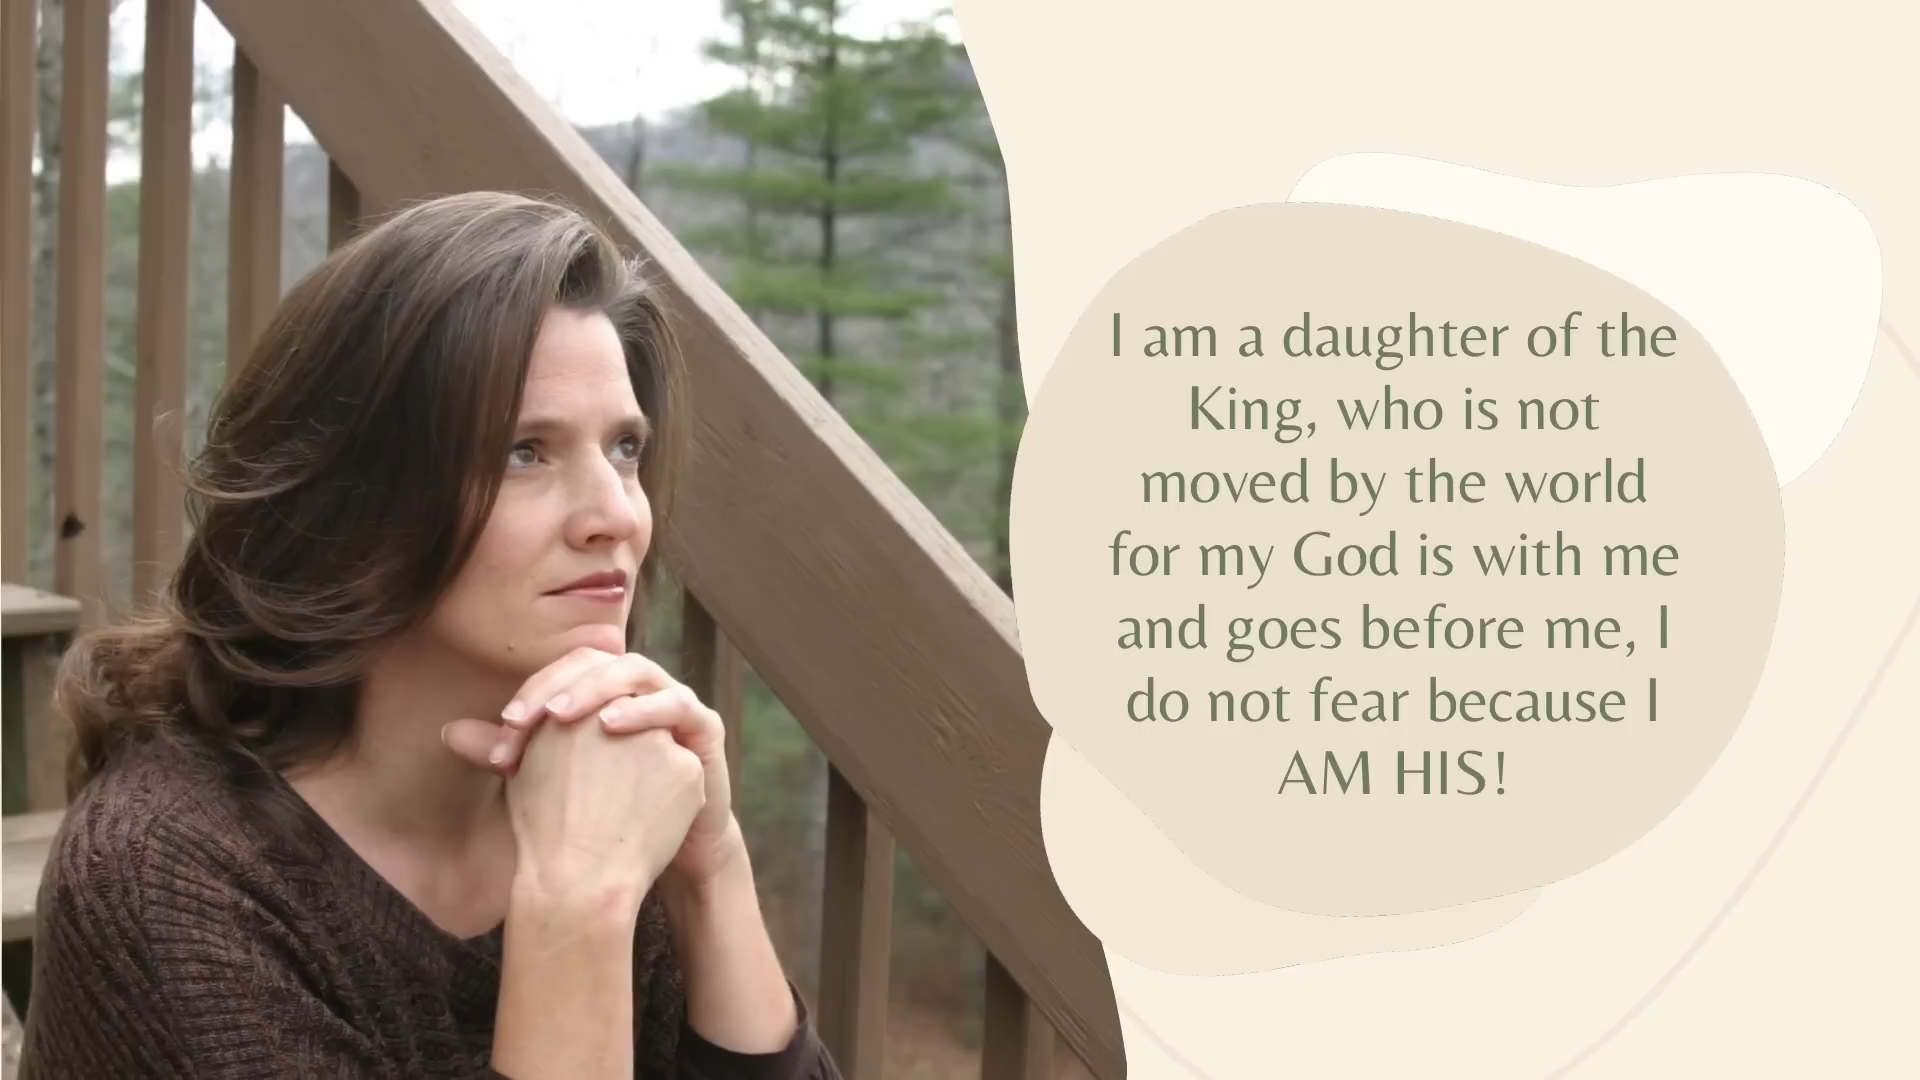 I am a daughter of the
King, who is not
moved by the world
for my God is with me
and goes before me, I
do not fear because I
AM HIS!